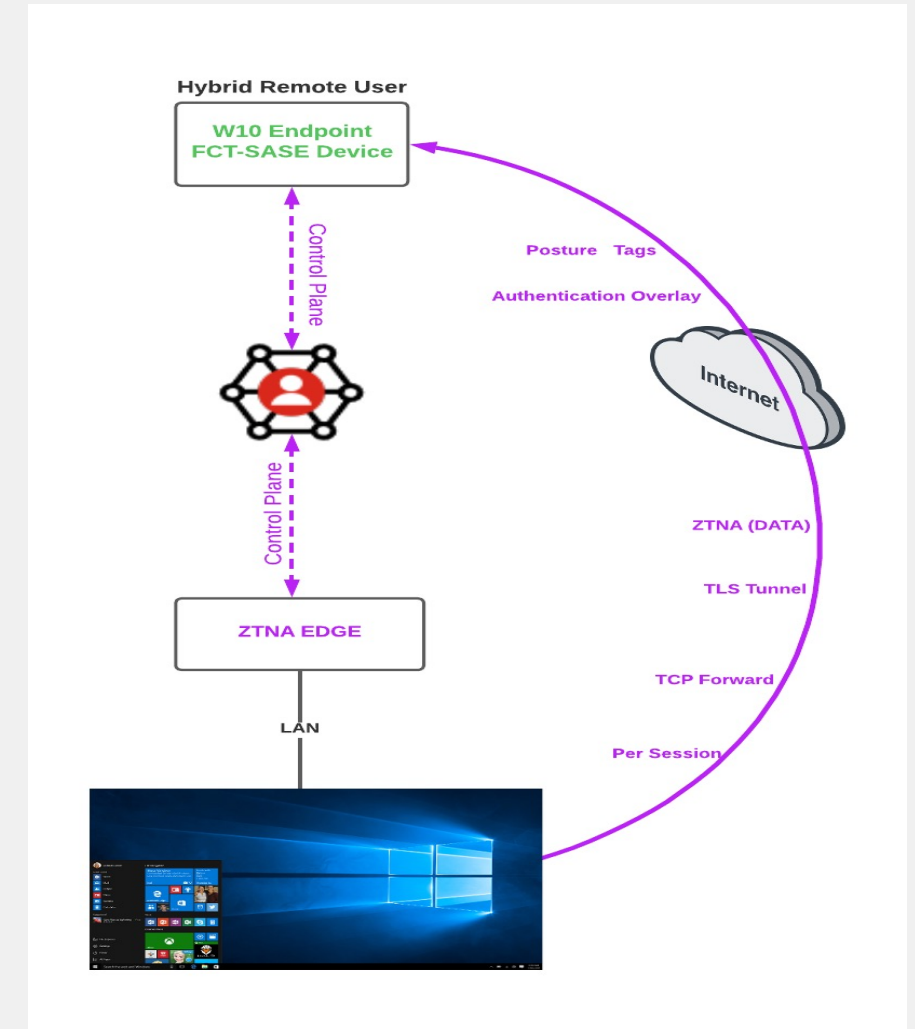 Hybrid Remote User
W10 Endpoint
FCT-SASE Device
Control Plane
Posture Tags
Authentication Overlay
Internet
Control Plane
ZTNA (DATA)
TLS Tunnel
ZTNA EDGE
TCP Forward
LAN
Per Session